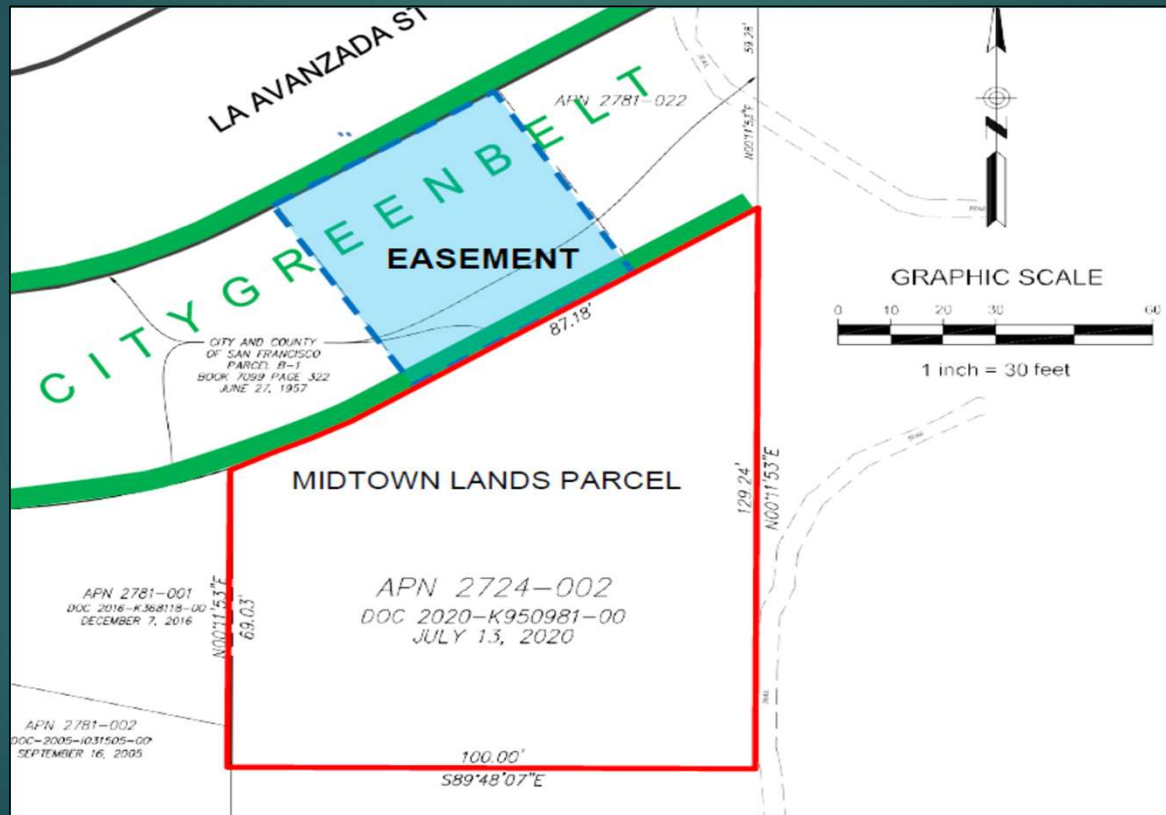 LA AVANZADA ST
59.28'
N00°11'53"E
APN 2781-022
CITY GREENBELT
EASEMENT
87.18'
GRAPHIC SCALE
0 10 20 30 60
1 inch = 30 feet
CITY AND COUNTY
OF SAN FRANCISCO
PARCEL B-1
BOOK 7099 PAGE 322
JUNE 27, 1957
MIDTOWN LANDS PARCEL
129.24'
N00°11'53"E
APN 2781-001
DOC 2016-K368118-00
DECEMBER 7, 2016
N00°11'53"E
69.03'
APN 2724-002
DOC 2020-K950981-00
JULY 13, 2020
APN 2781-002
DOC-2005-I031505-00
SEPTEMBER 16, 2005
100.00'
S89°48'07"E